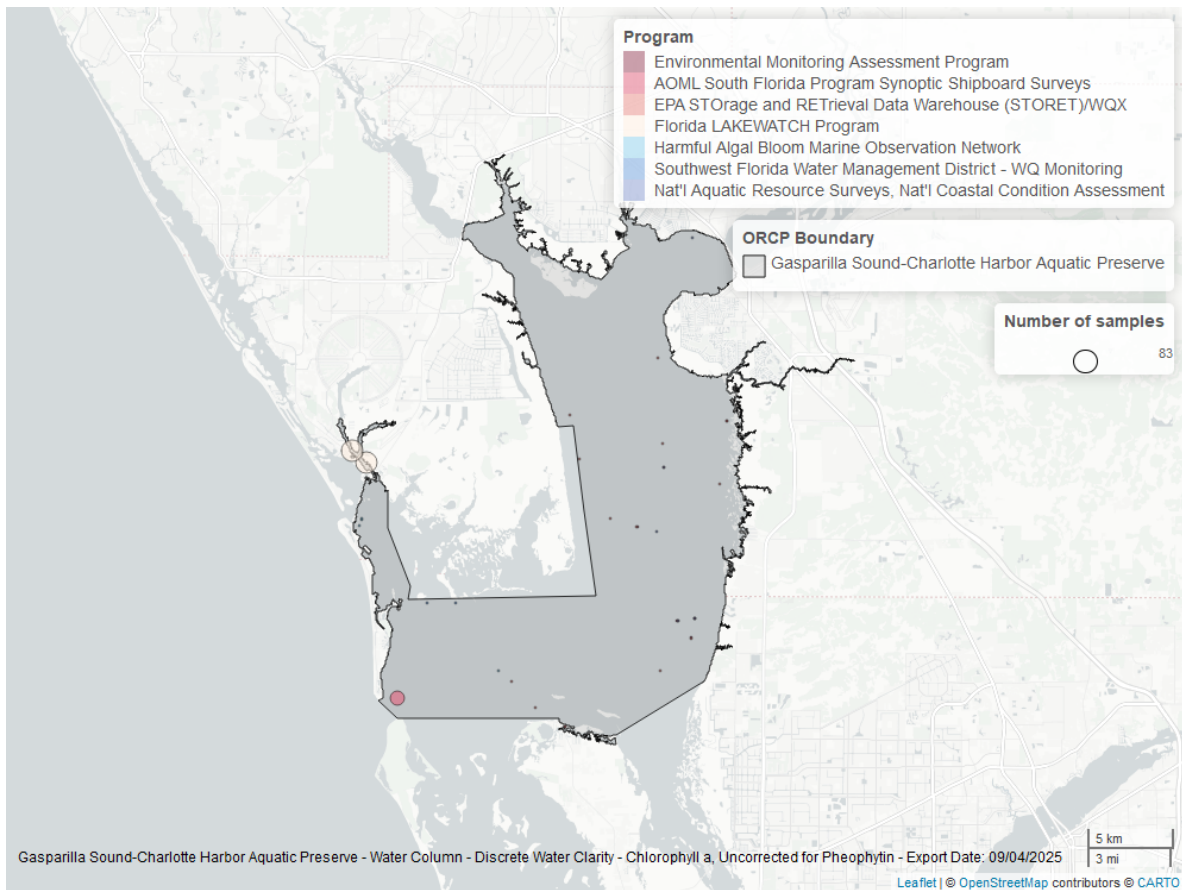 Program
Environmental Monitoring Assessment Program
AOML South Florida Program Synoptic Shipboard Surveys
EPA STOrage and RETrieval Data Warehouse (STORET)/WQX
Florida LAKEWATCH Program
Harmful Algal Bloom Marine Observation Network
Southwest Florida Water Management District - WQ Monitoring
Nat'l Aquatic Resource Surveys, Nat'l Coastal Condition Assessment
ORCP Boundary
Gasparilla Sound-Charlotte Harbor Aquatic Preserve
Number of samples
83
5 km
3 mi
Gasparilla Sound-Charlotte Harbor Aquatic Preserve - Water Column - Discrete Water Clarity - Chlorophyll a, Uncorrected for Pheophytin - Export Date: 09/04/2025
Leaflet | © OpenStreetMap contributors © CARTO